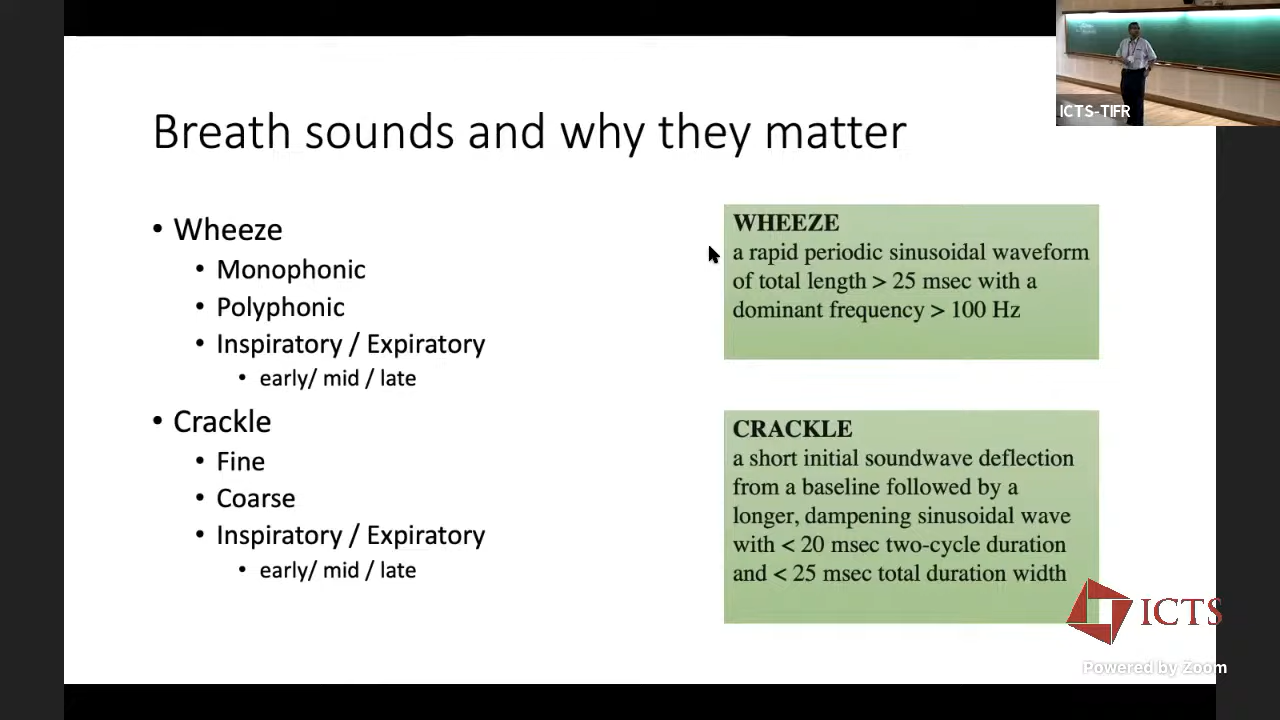 ICTS-TIFR
Breath sounds and why they matter
• Wheeze
• Monophonic
• Polyphonic
• Inspiratory / Expiratory
• early/ mid / late
• Crackle
• Fine
• Coarse
• Inspiratory / Expiratory
• early/ mid / late
WHEEZE
a rapid periodic sinusoidal waveform
of total length > 25 msec with a
dominant frequency > 100 Hz
CRACKLE
a short initial soundwave deflection
from a baseline followed by a
longer, dampening sinusoidal wave
with < 20 msec two-cycle duration
and < 25 msec total duration width
ICTS
Powered by Zoom